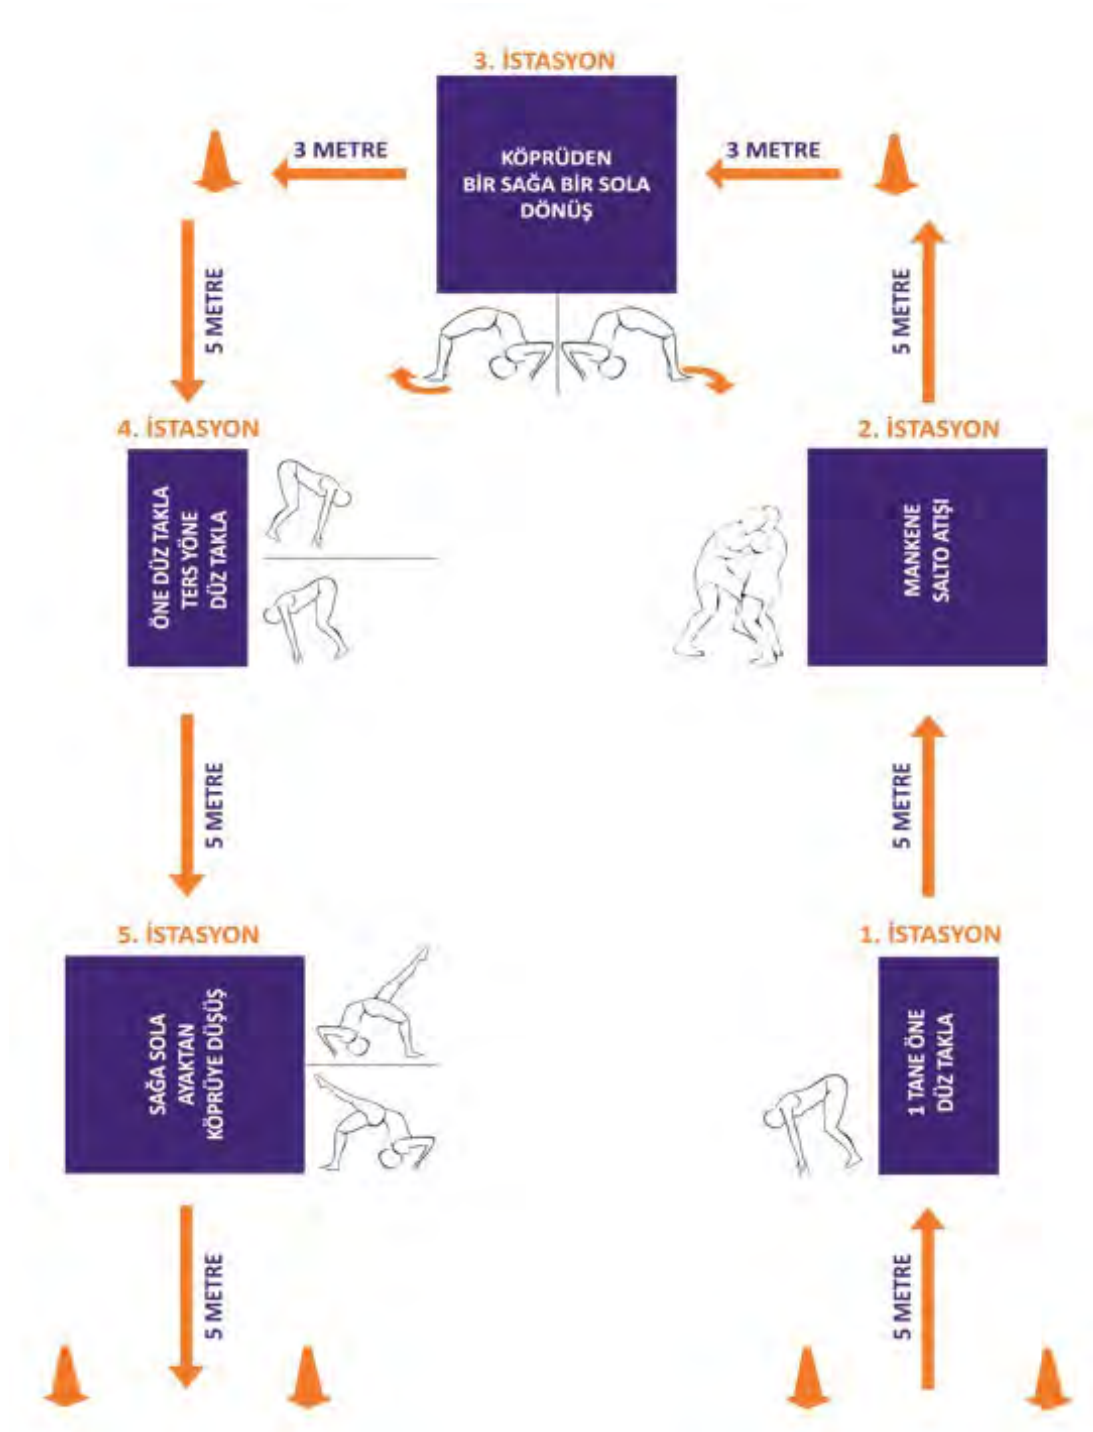 3. İSTASYON
3 METRE
3 METRE
KÖPRÜDEN
BİR SAĞA BİR SOLA
DÖNÜŞ
5 METRE
5 METRE
4. İSTASYON
2. İSTASYON
ÖNE DÜZ TAKLA
TERS YÖNE
DÜZ TAKLA
MANKENE
SALTO ATIŞI
5 METRE
5 METRE
5. İSTASYON
1. İSTASYON
SAĞA SOLA
AYAKTAN
KÖPRÜYE DÜŞÜŞ
1 TANE ÖNE
DÜZ TAKLA
5 METRE
5 METRE